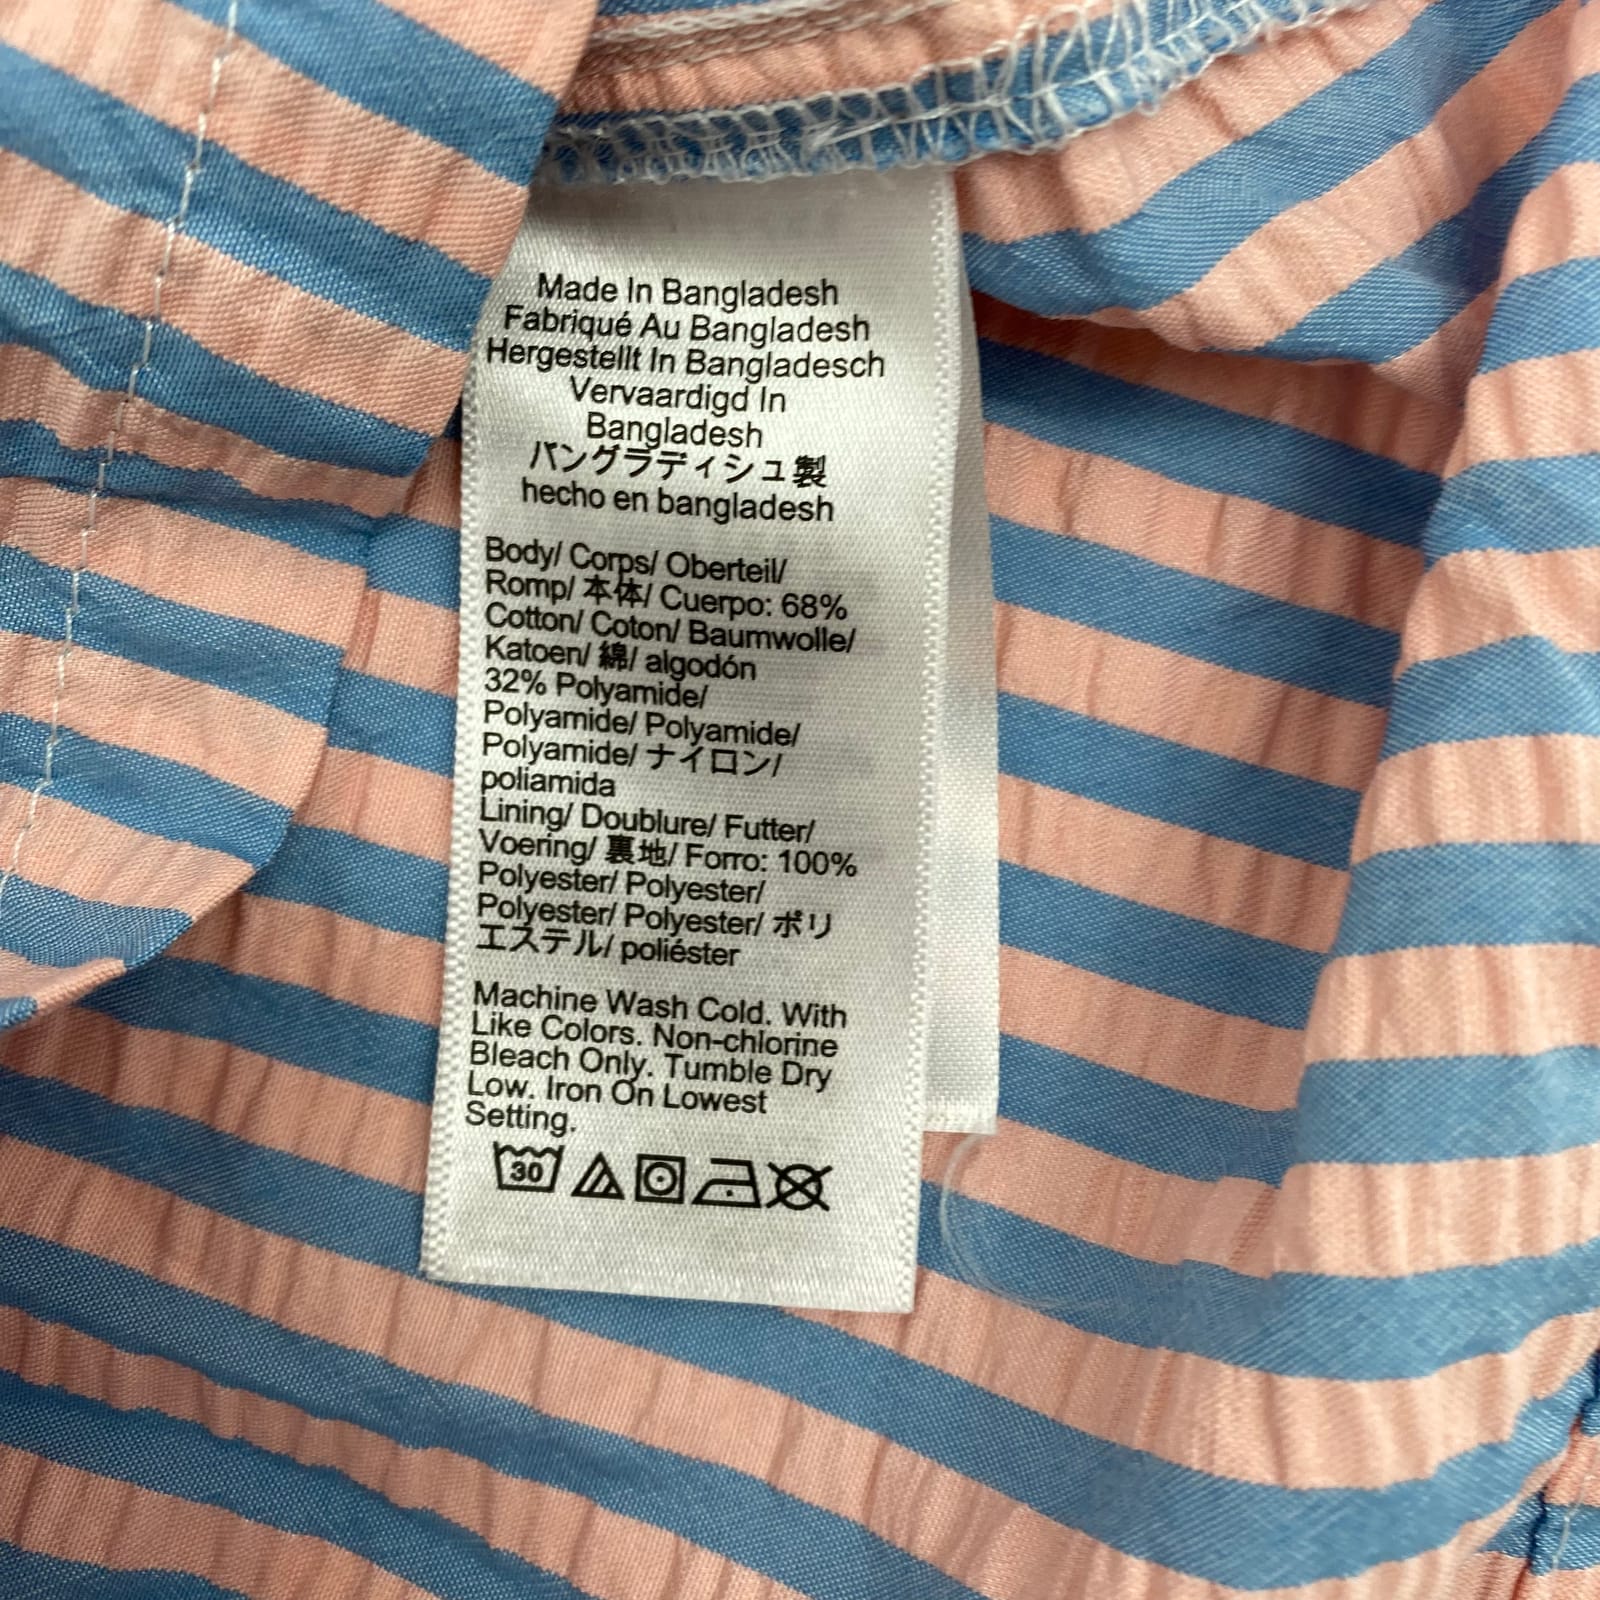 Made In Bangladesh
Fabriqué Au Bangladesh
Hergestellt In Bangladesch
Vervaardigd In
Bangladesh
バングラディシュ製
hecho en bangladesh
Body/ Corps/ Oberteil/
Romp/ 本体/ Cuerpo: 68%
Cotton/ Coton/ Baumwolle/
Katoen/ 綿/ algodón
32% Polyamide/
Polyamide/ Polyamide/
Polyamide/ ナイロン/
poliamida
Lining/ Doublure/ Futter/
Voering/ 裏地/ Forro: 100%
Polyester/ Polyester/
Polyester/ Polyester/ ポリ
エステル/ poliéster
Machine Wash Cold. With
Like Colors. Non-chlorine
Bleach Only. Tumble Dry
Low. Iron On Lowest
Setting.
30